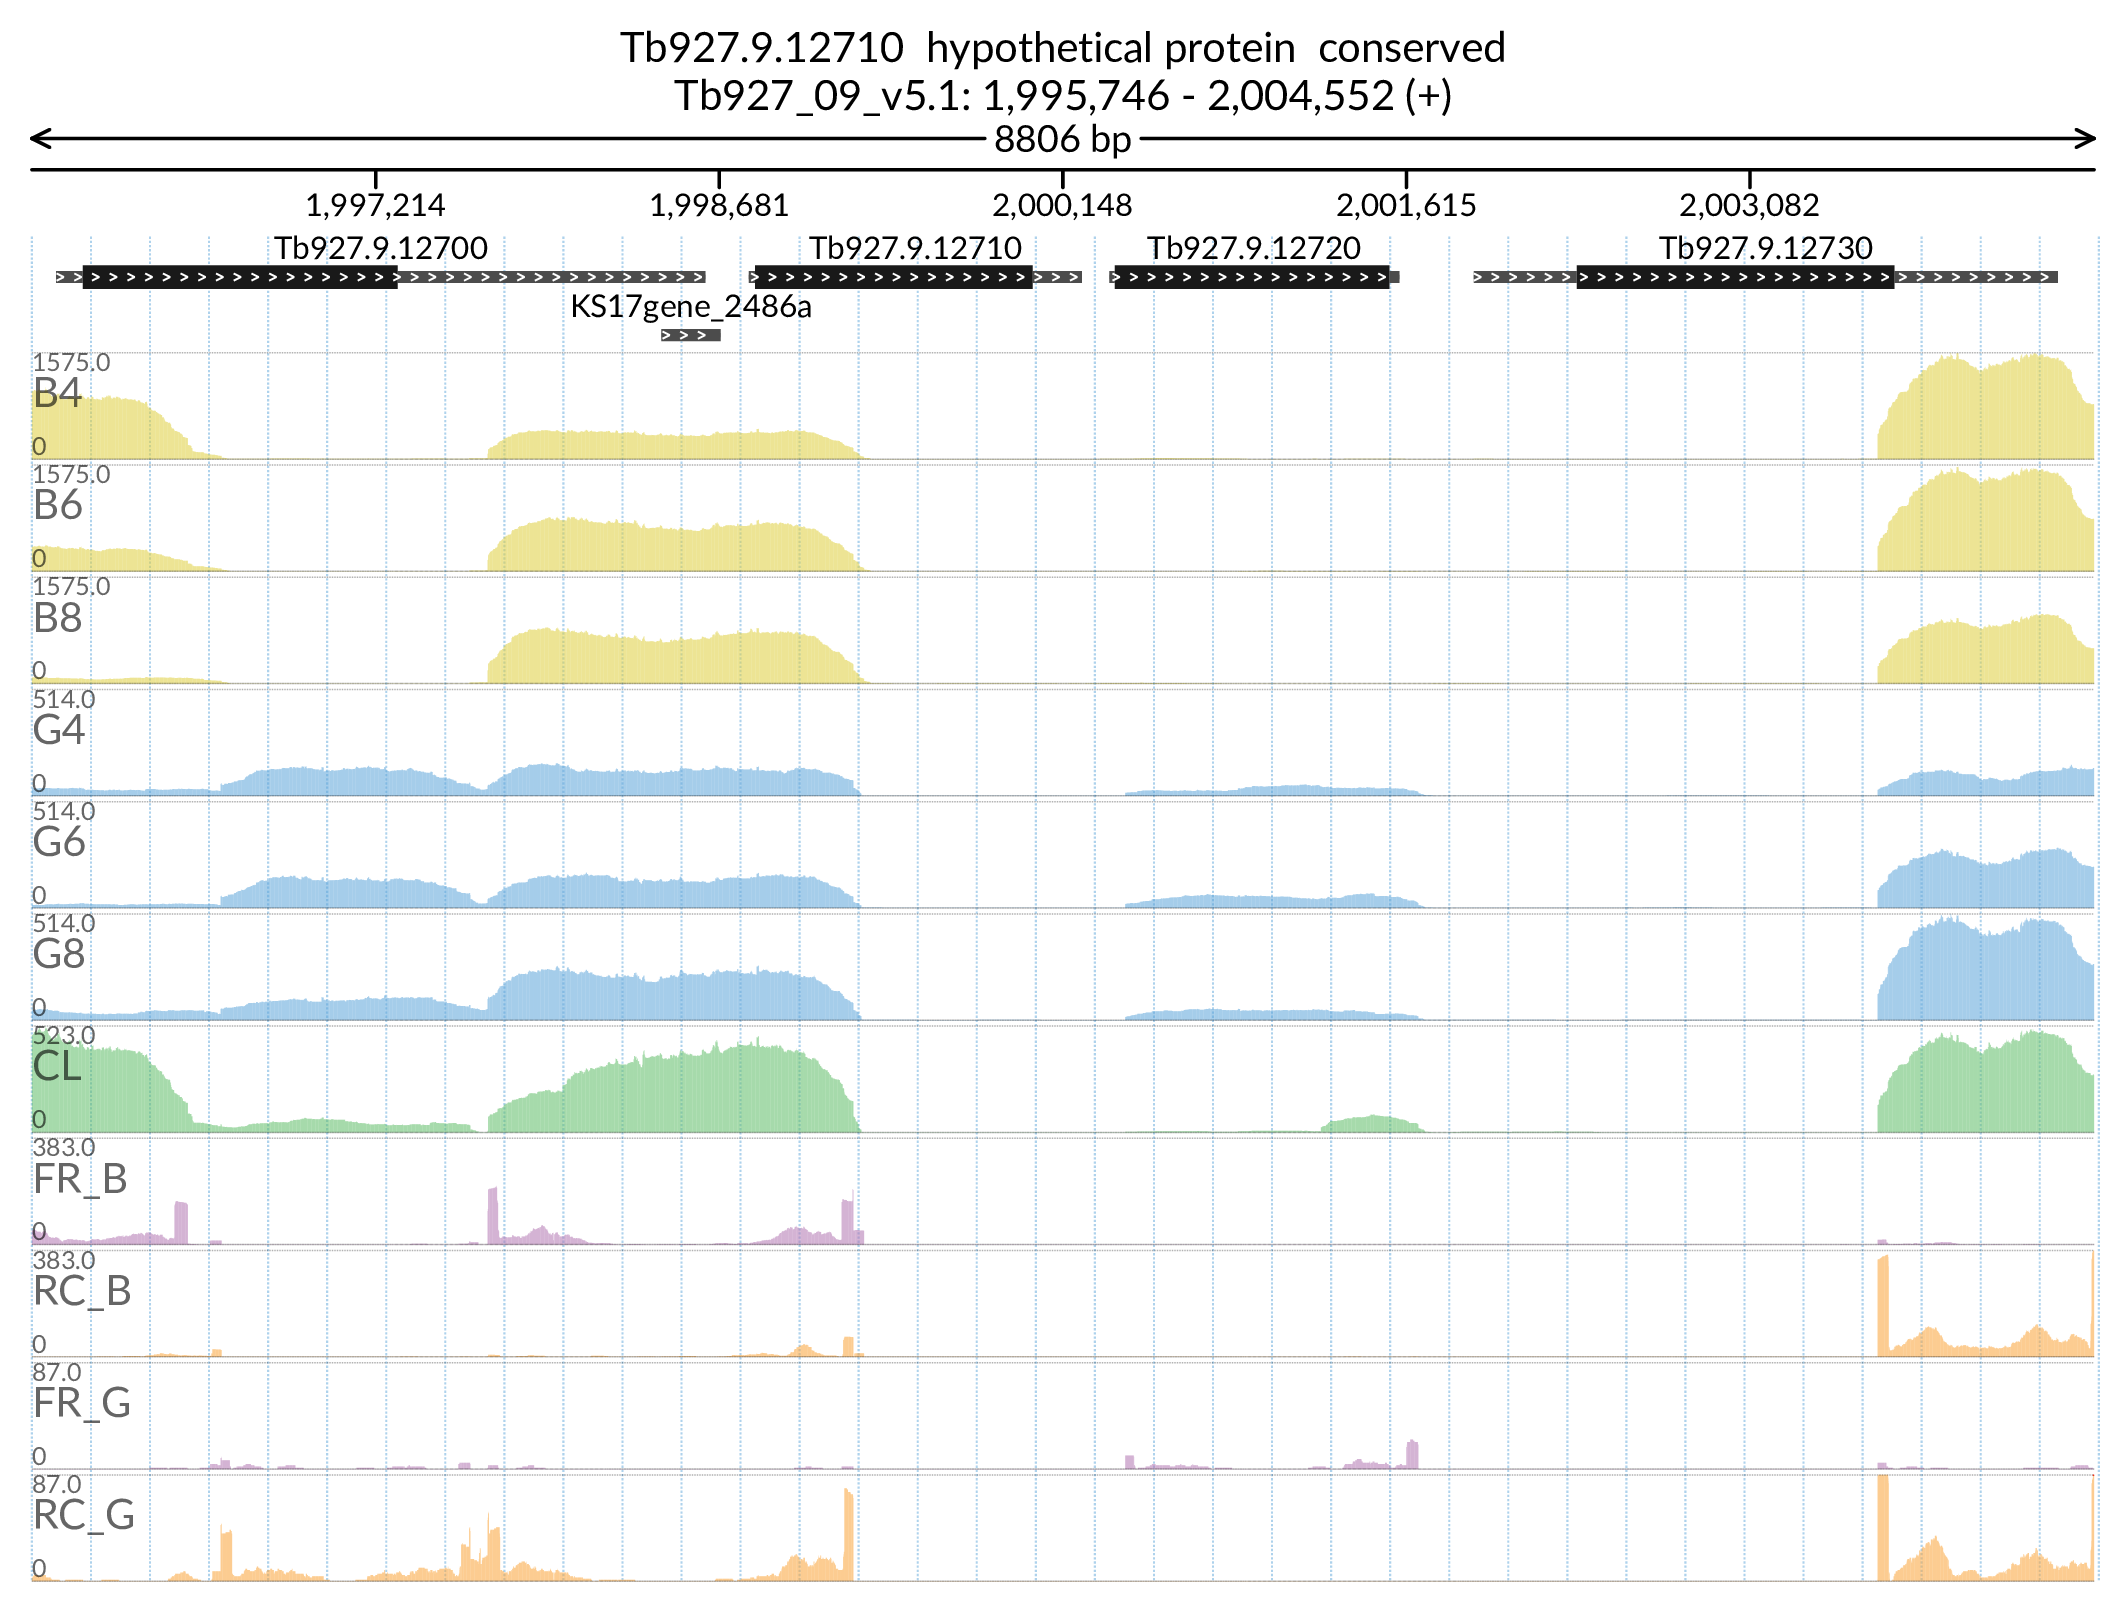 Tb927.9.12710  hypothetical protein  conserved
Tb927_09_v5.1: 1,995,746 - 2,004,552 (+)
8806 bp
1,997,214 1,998,681 2,000,148 2,001,615 2,003,082
Tb927.9.12700 Tb927.9.12710 Tb927.9.12720 Tb927.9.12730
KS17gene_2486a
1575.0
B4
0
1575.0
B6
0
1575.0
B8
0
514.0
G4
0
514.0
G6
0
514.0
G8
0
523.0
CL
0
383.0
FR_B
0
383.0
RC_B
0
87.0
FR_G
0
87.0
RC_G
0